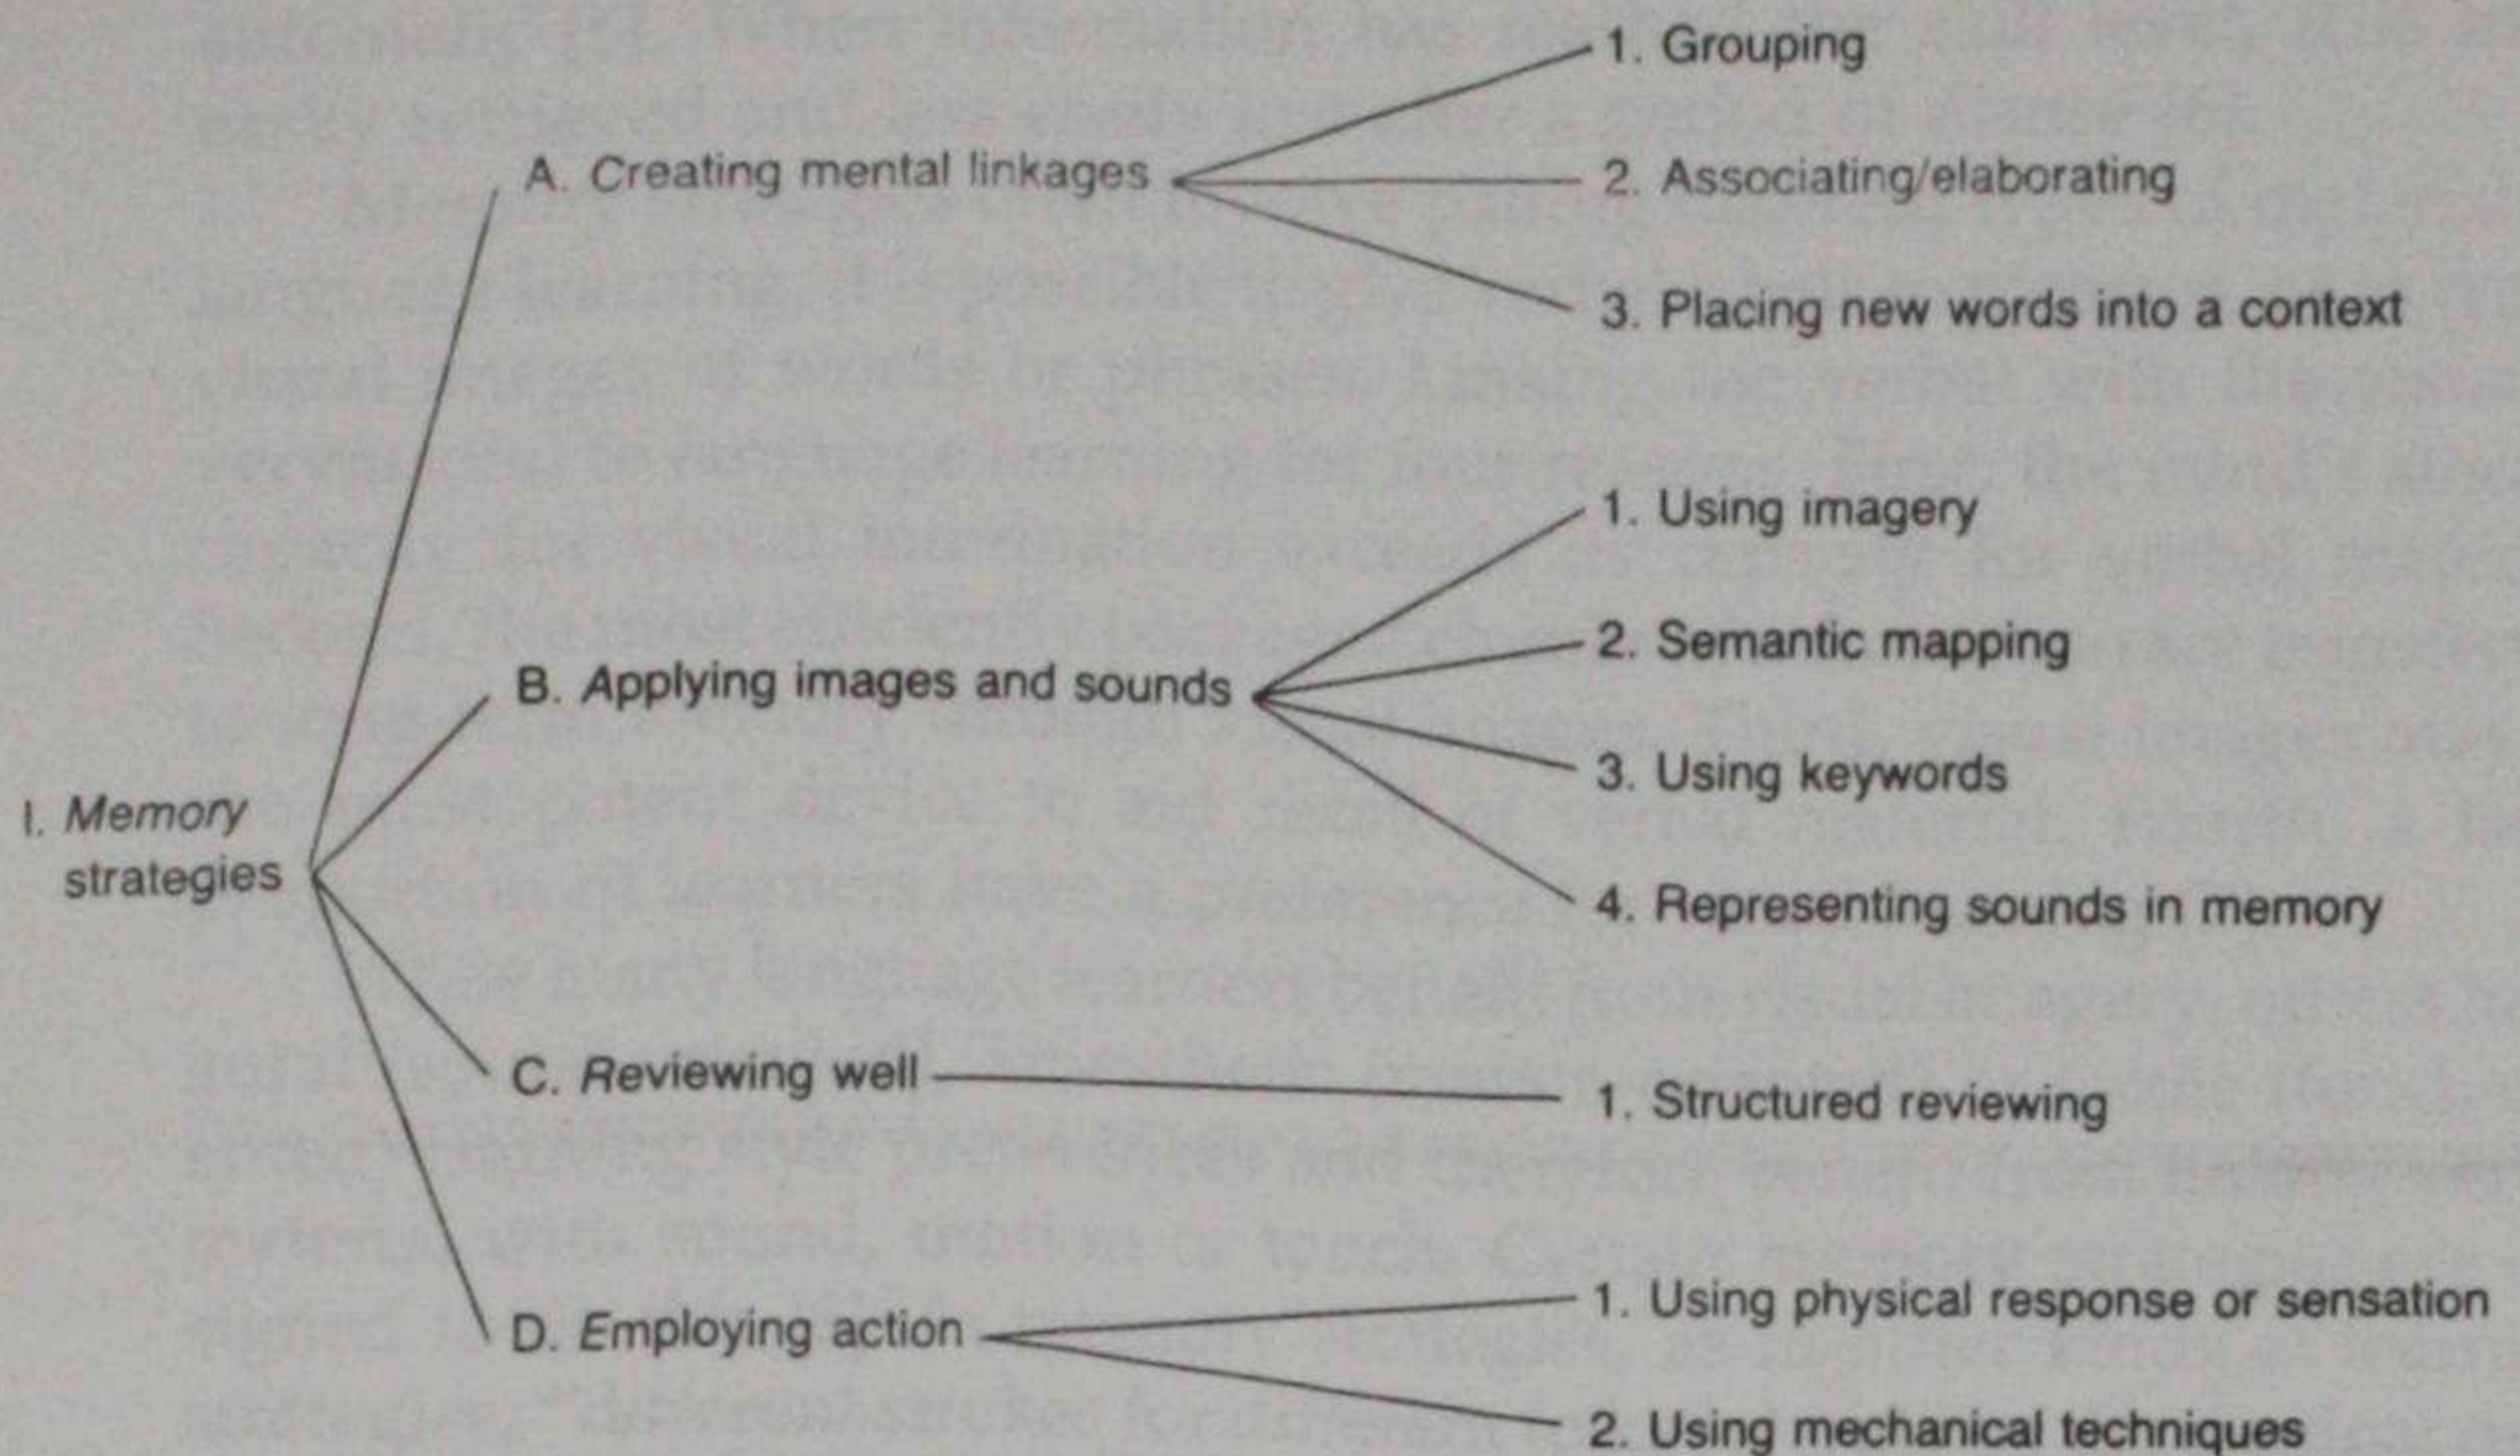 I. Memory
strategies
A. Creating mental linkages
1. Grouping
2. Associating/elaborating
3. Placing new words into a context
B. Applying images and sounds
1. Using imagery
2. Semantic mapping
3. Using keywords
4. Representing sounds in memory
C. Reviewing well
1. Structured reviewing
D. Employing action
1. Using physical response or sensation
2. Using mechanical techniques